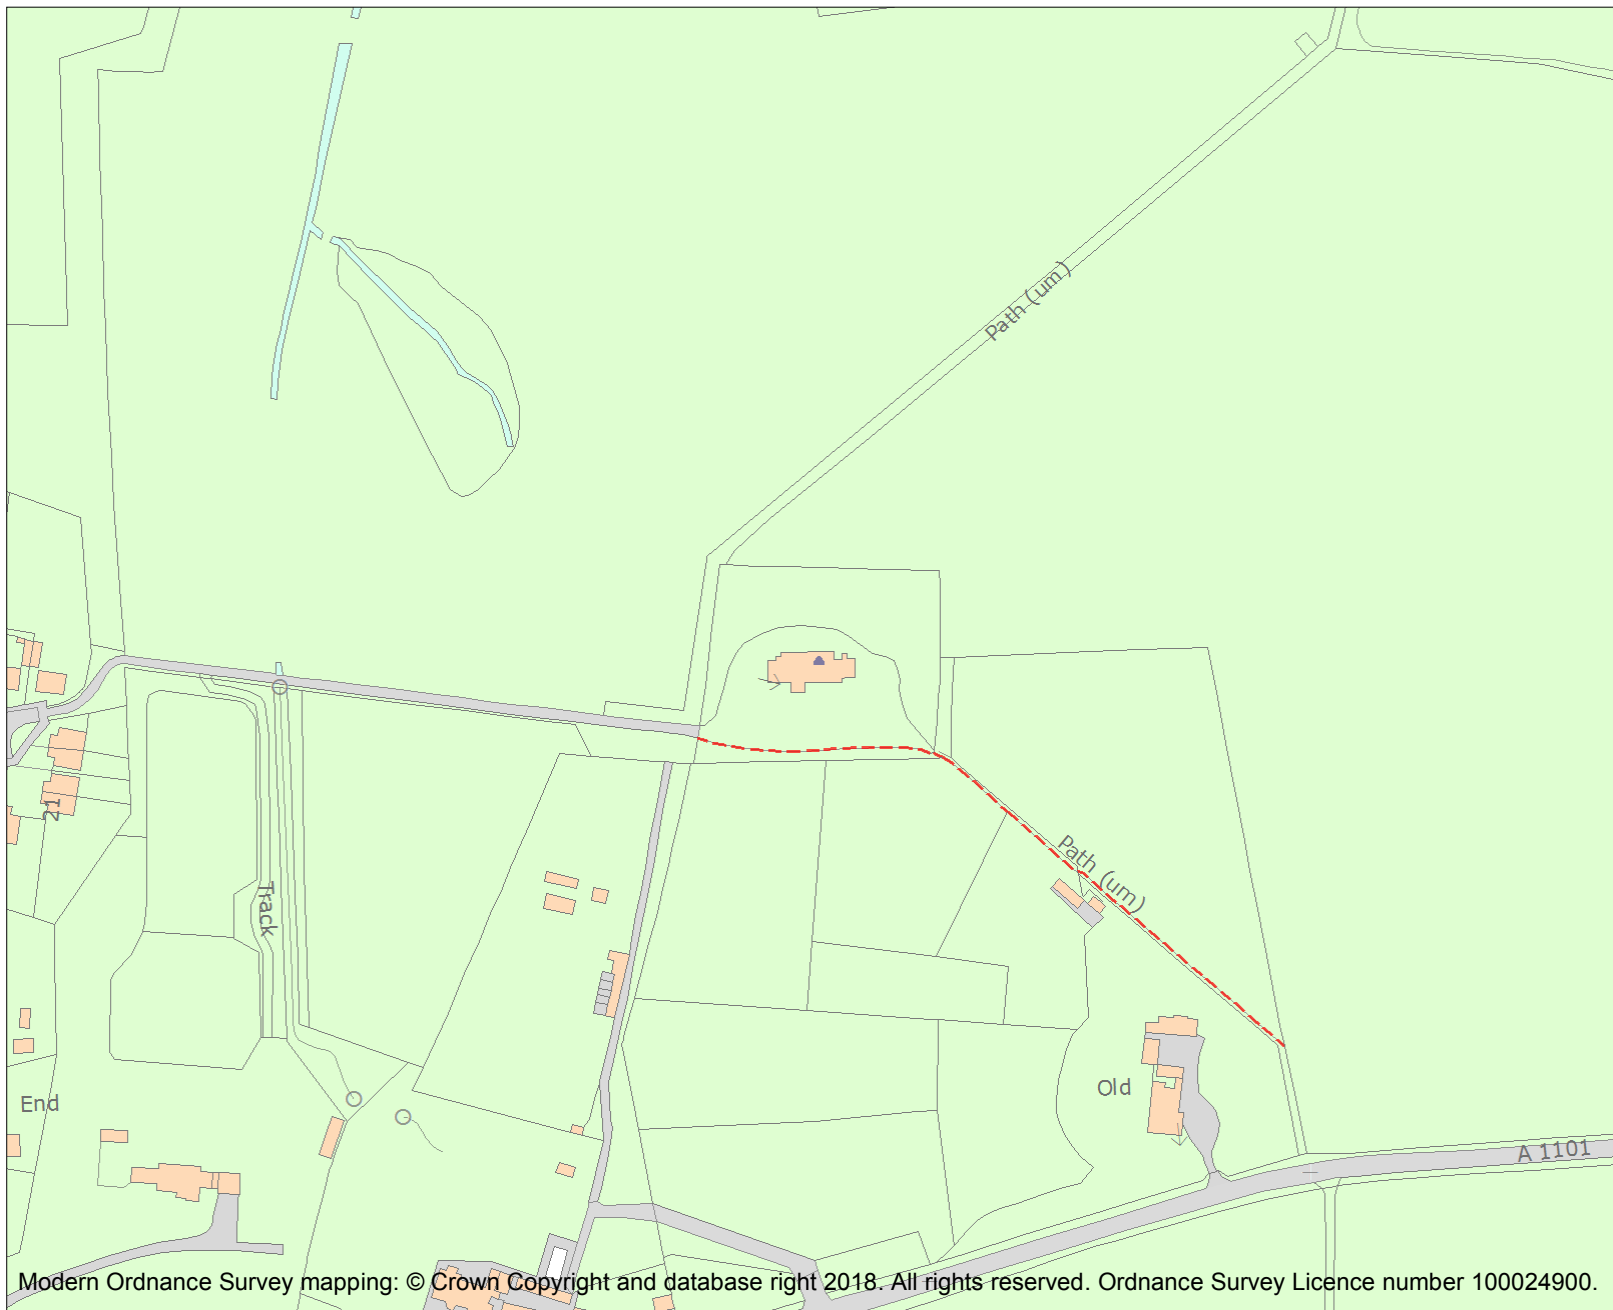 Path (um)
21
Path (um)
Track
End
Old
A 1101
Modern Ordnance Survey mapping: © Crown Copyright and database right 2018. All rights reserved. Ordnance Survey Licence number 100024900.